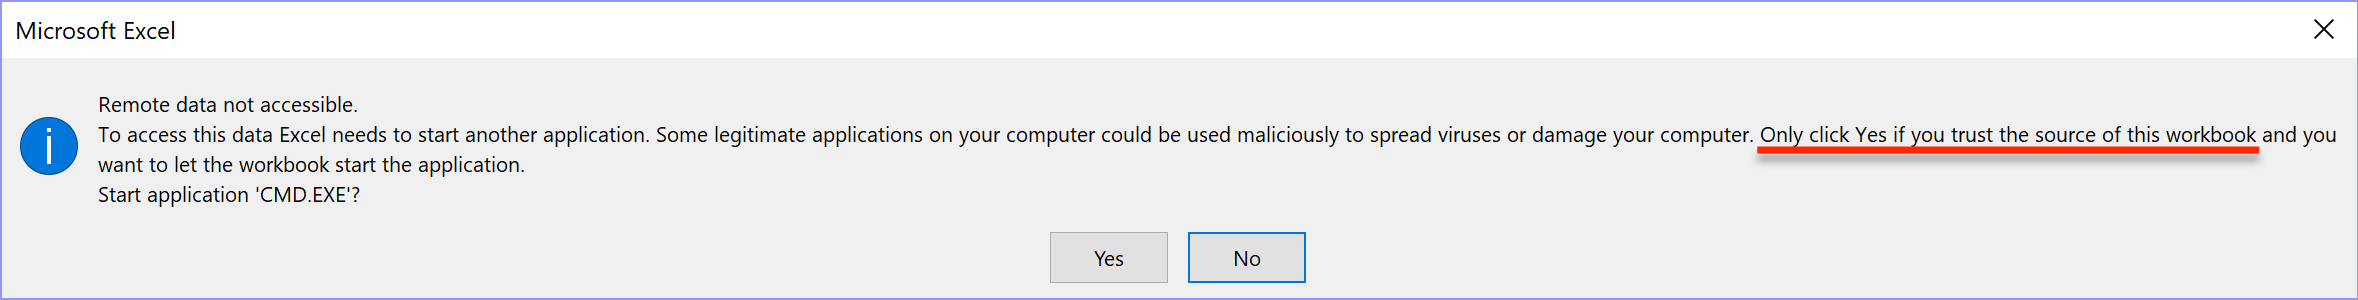 Microsoft Excel
Remote data not accessible.
To access this data Excel needs to start another application. Some legitimate applications on your computer could be used maliciously to spread viruses or damage your computer. Only click Yes if you trust the source of this workbook and you
want to let the workbook start the application.
Start application 'CMD.EXE'?
Yes No